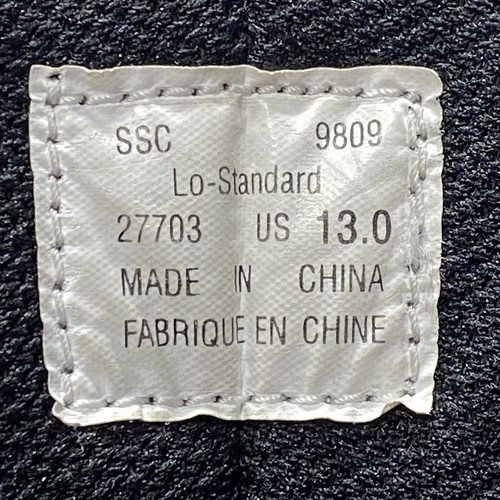 SSC 9809
Lo-Standard
27703 US 13.0
MADE IN CHINA
FABRIQUE EN CHINE